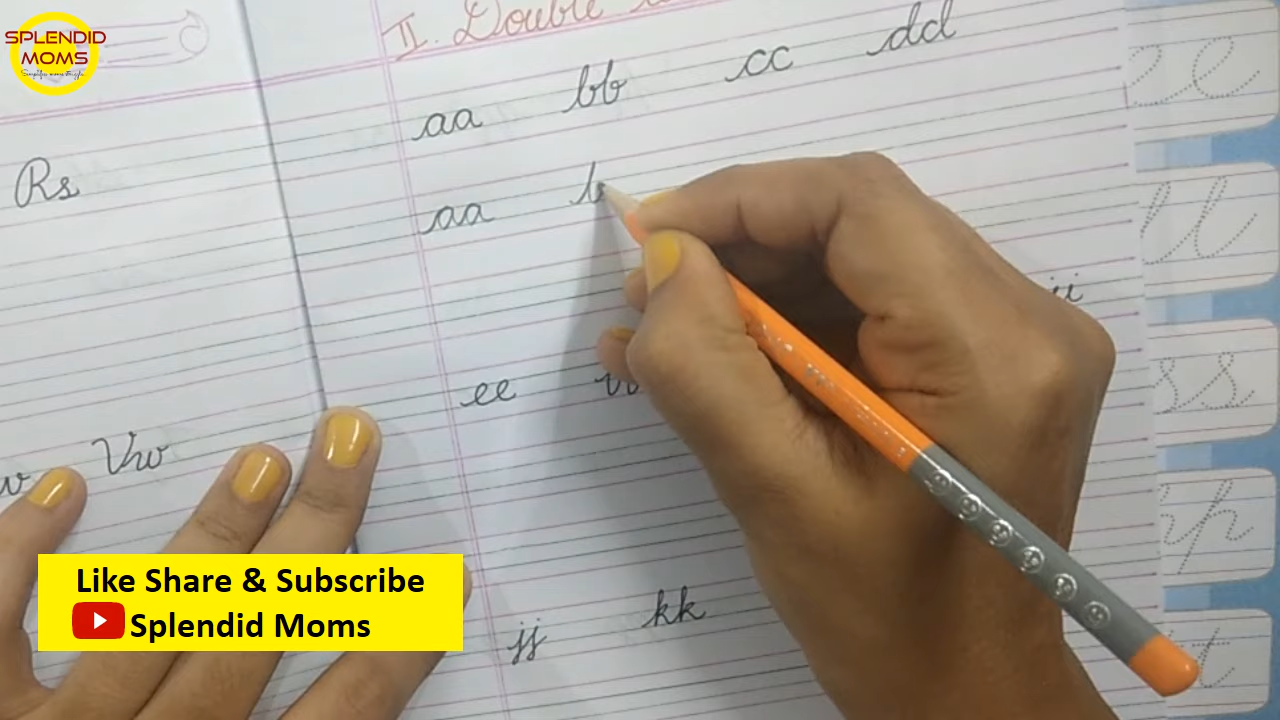 SPLENDID
MOMS
II. Double
aa bb cc dd
Rs
aa b
ii
ee
Vw
jj kk
Like Share & Subscribe
Splendid Moms